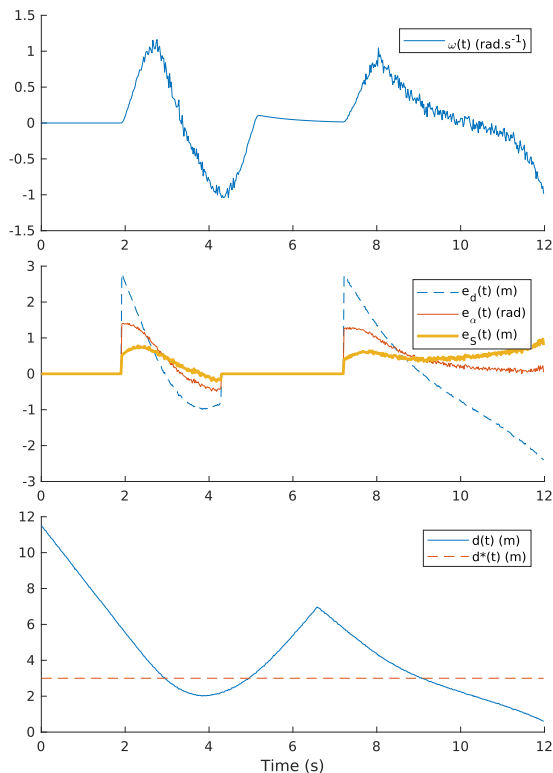 1.5
1
0.5
0
-0.5
-1
-1.5
0 2 4 6 8 10 12
ω(t) (rad.s⁻¹)
3
2
1
0
-1
-2
-3
0 2 4 6 8 10 12
e_d(t) (m)
e_α(t) (rad)
e_S(t) (m)
12
10
8
6
4
2
0
0 2 4 6 8 10 12
d(t) (m)
d*(t) (m)
Time (s)